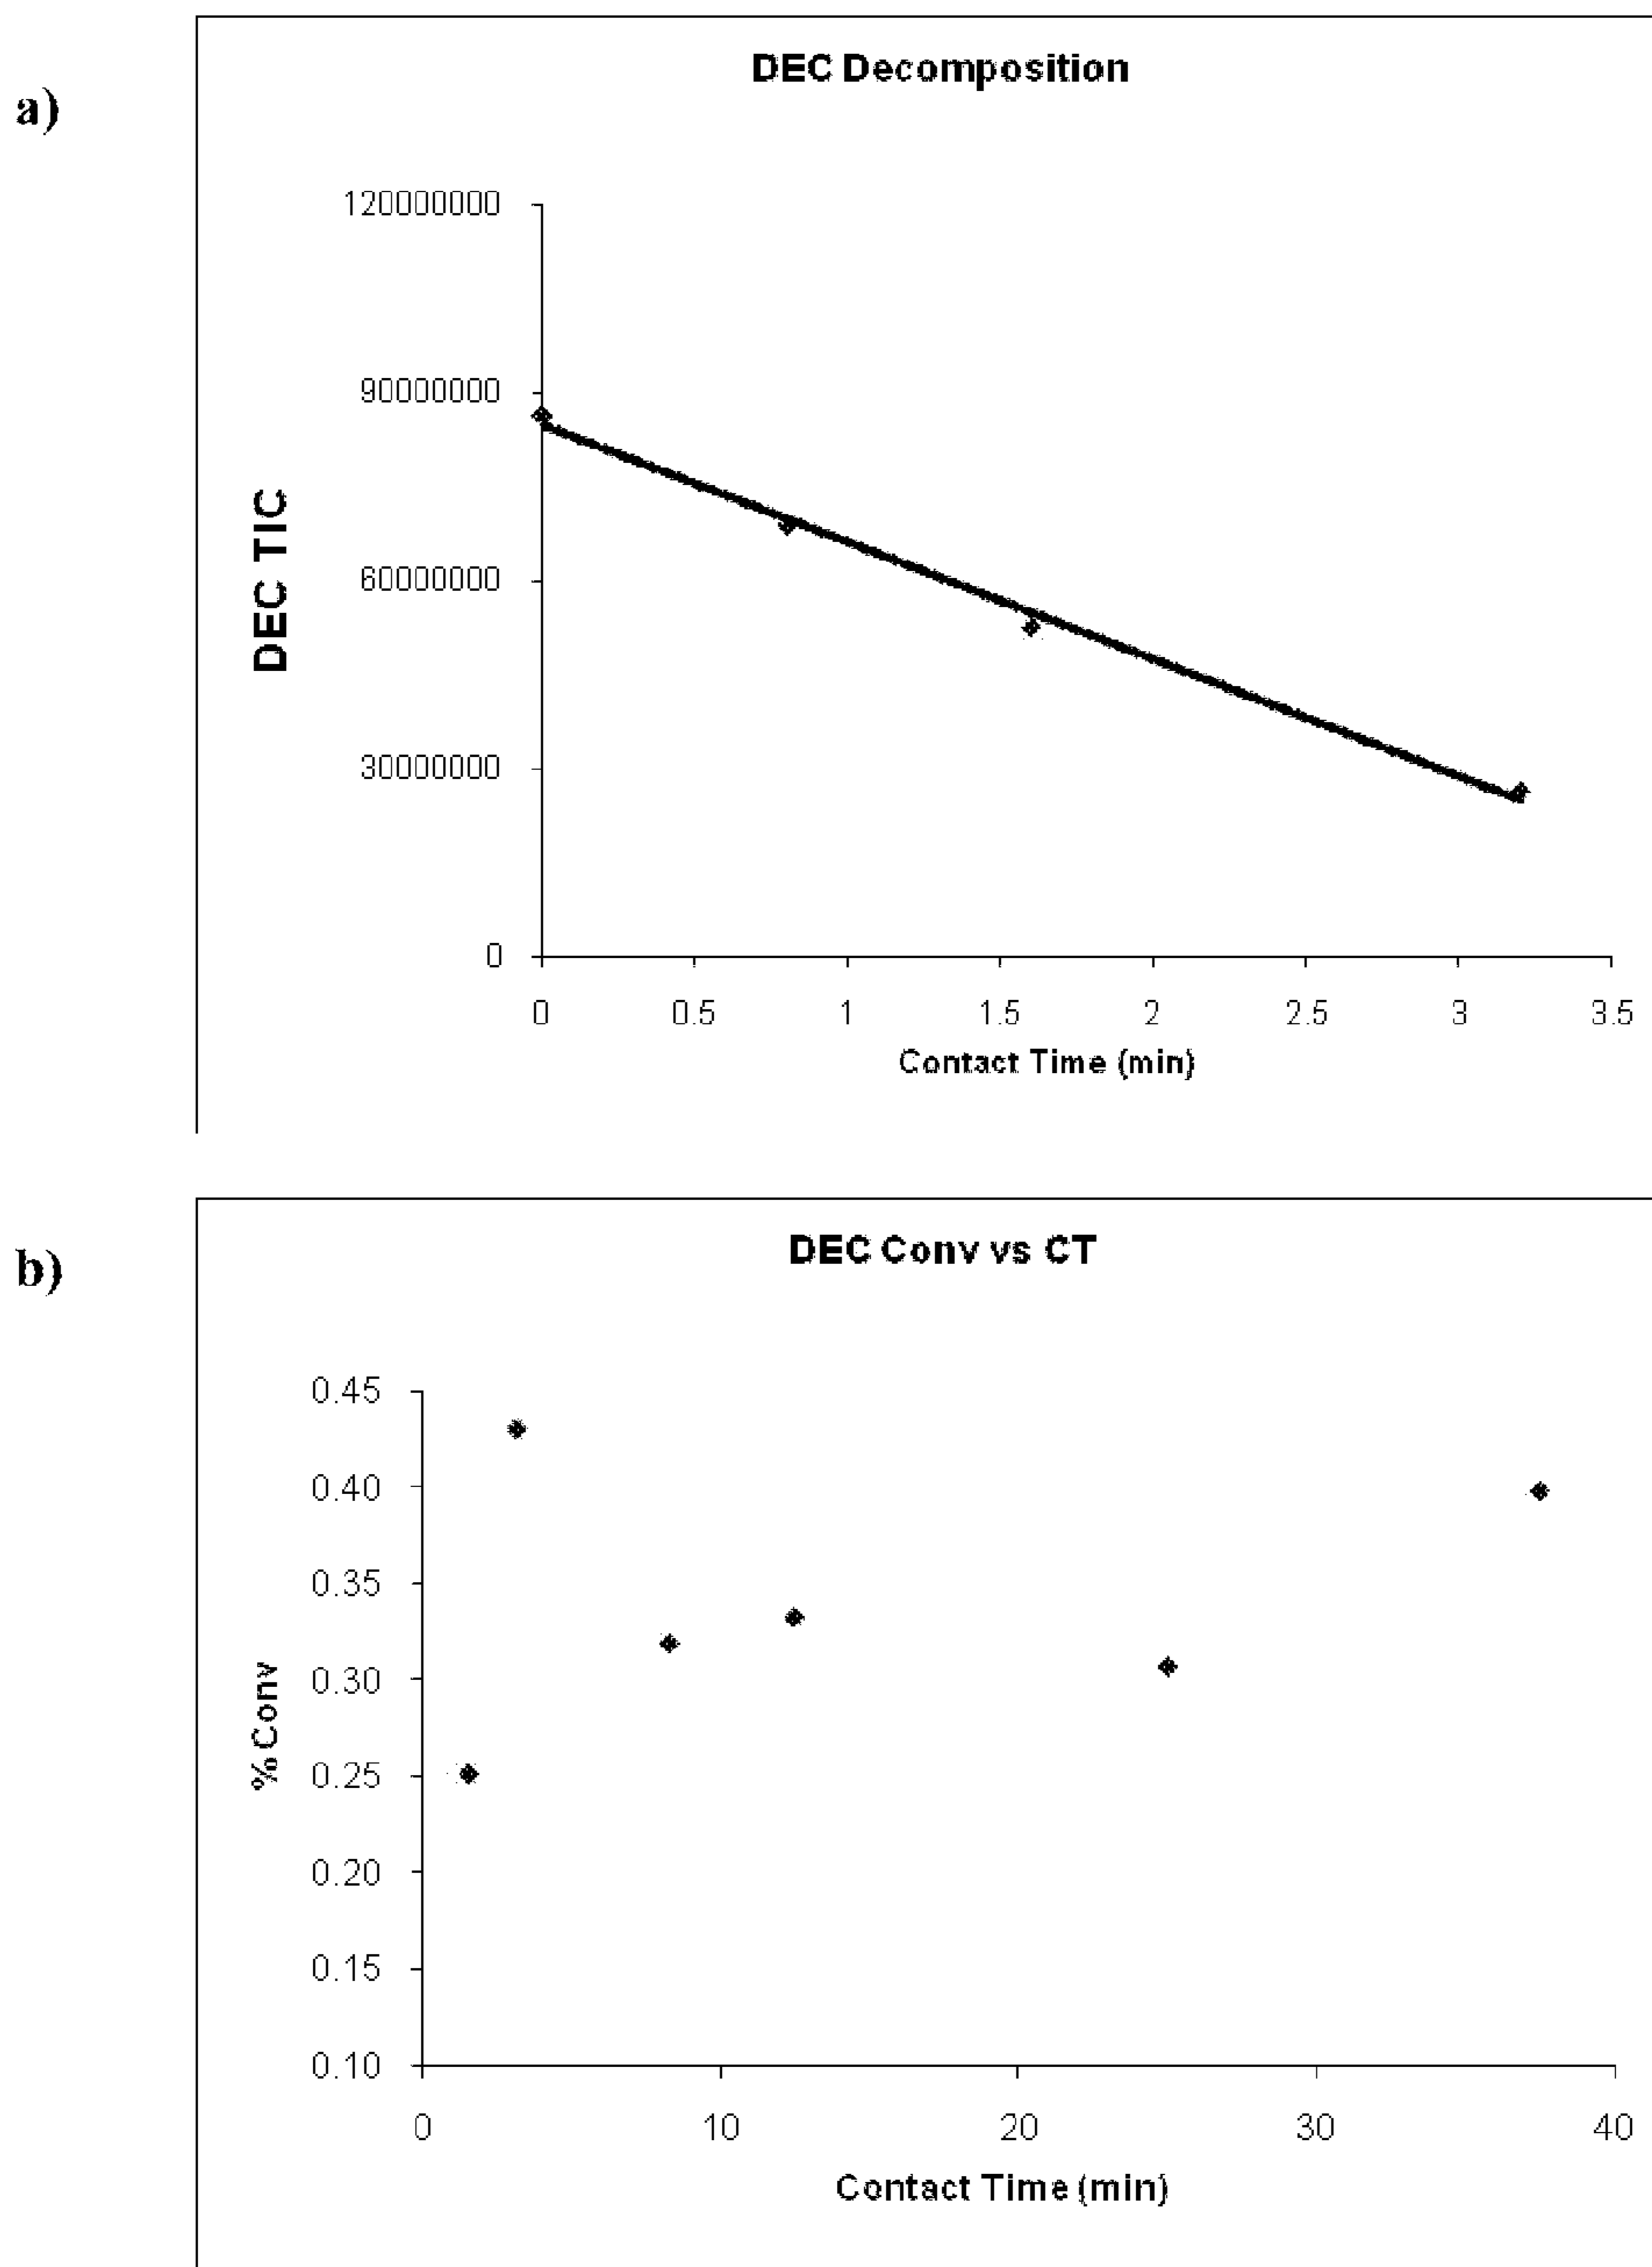 a)
DEC Decomposition
120000000
90000000
60000000
30000000
0
DEC TIC
0 0.5 1 1.5 2 2.5 3 3.5
Contact Time (min)
b)
DEC Conv vs CT
0.45
0.40
0.35
0.30
0.25
0.20
0.15
0.10
%Conv
0 10 20 30 40
Contact Time (min)